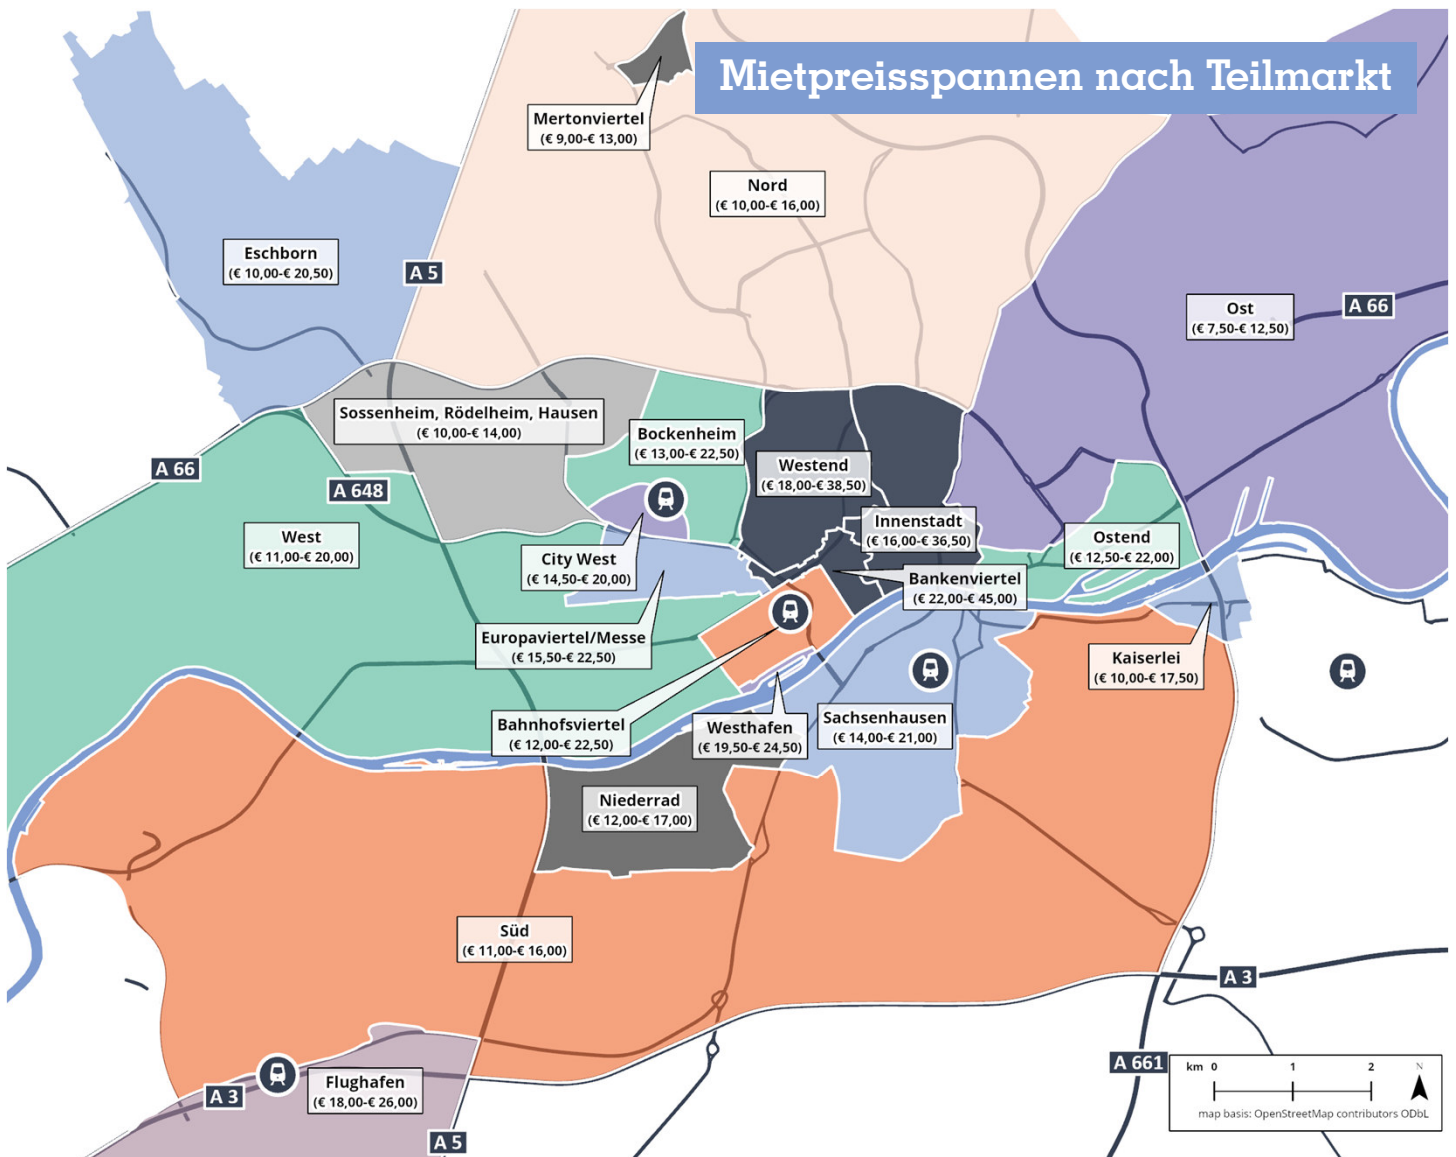 Mietpreisspannen nach Teilmarkt
Mertonviertel
(€ 9,00-€ 13,00)
Nord
(€ 10,00-€ 16,00)
Eschborn
(€ 10,00-€ 20,50)
A 5
Ost
(€ 7,50-€ 12,50)
A 66
Sossenheim, Rödelheim, Hausen
(€ 10,00-€ 14,00)
Bockenheim
(€ 13,00-€ 22,50)
Westend
(€ 18,00-€ 38,50)
A 66
A 648
Innenstadt
(€ 16,00-€ 36,50)
West
(€ 11,00-€ 20,00)
Ostend
(€ 12,50-€ 22,00)
City West
(€ 14,50-€ 20,00)
Bankenviertel
(€ 22,00-€ 45,00)
Europaviertel/Messe
(€ 15,50-€ 22,50)
Kaiserlei
(€ 10,00-€ 17,50)
Bahnhofsviertel
(€ 12,00-€ 22,50)
Westhafen
(€ 19,50-€ 24,50)
Sachsenhausen
(€ 14,00-€ 21,00)
Niederrad
(€ 12,00-€ 17,00)
Süd
(€ 11,00-€ 16,00)
A 3
A 661
Flughafen
(€ 18,00-€ 26,00)
A 3
A 5
km 0 1 2 N
map basis: OpenStreetMap contributors ODbL